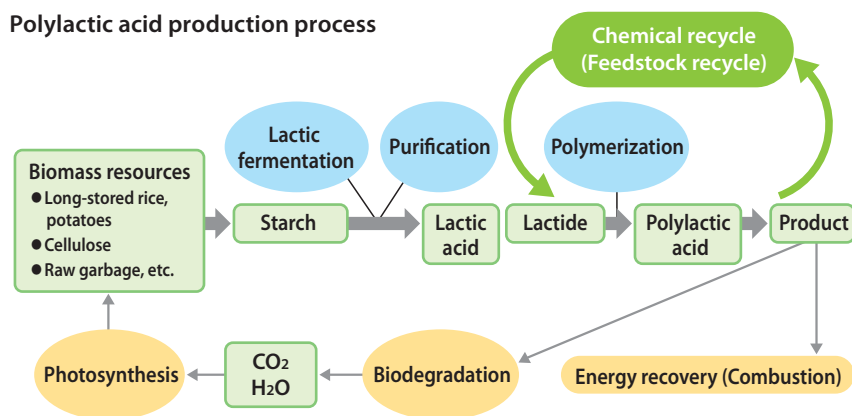 Polylactic acid production process
Chemical recycle
(Feedstock recycle)
Lactic
fermentation
Purification
Polymerization
Biomass resources
●Long-stored rice,
potatoes
●Cellulose
●Raw garbage, etc.
Starch
Lactic
acid
Lactide
Polylactic
acid
Product
Photosynthesis
CO₂
H₂O
Biodegradation
Energy recovery (Combustion)